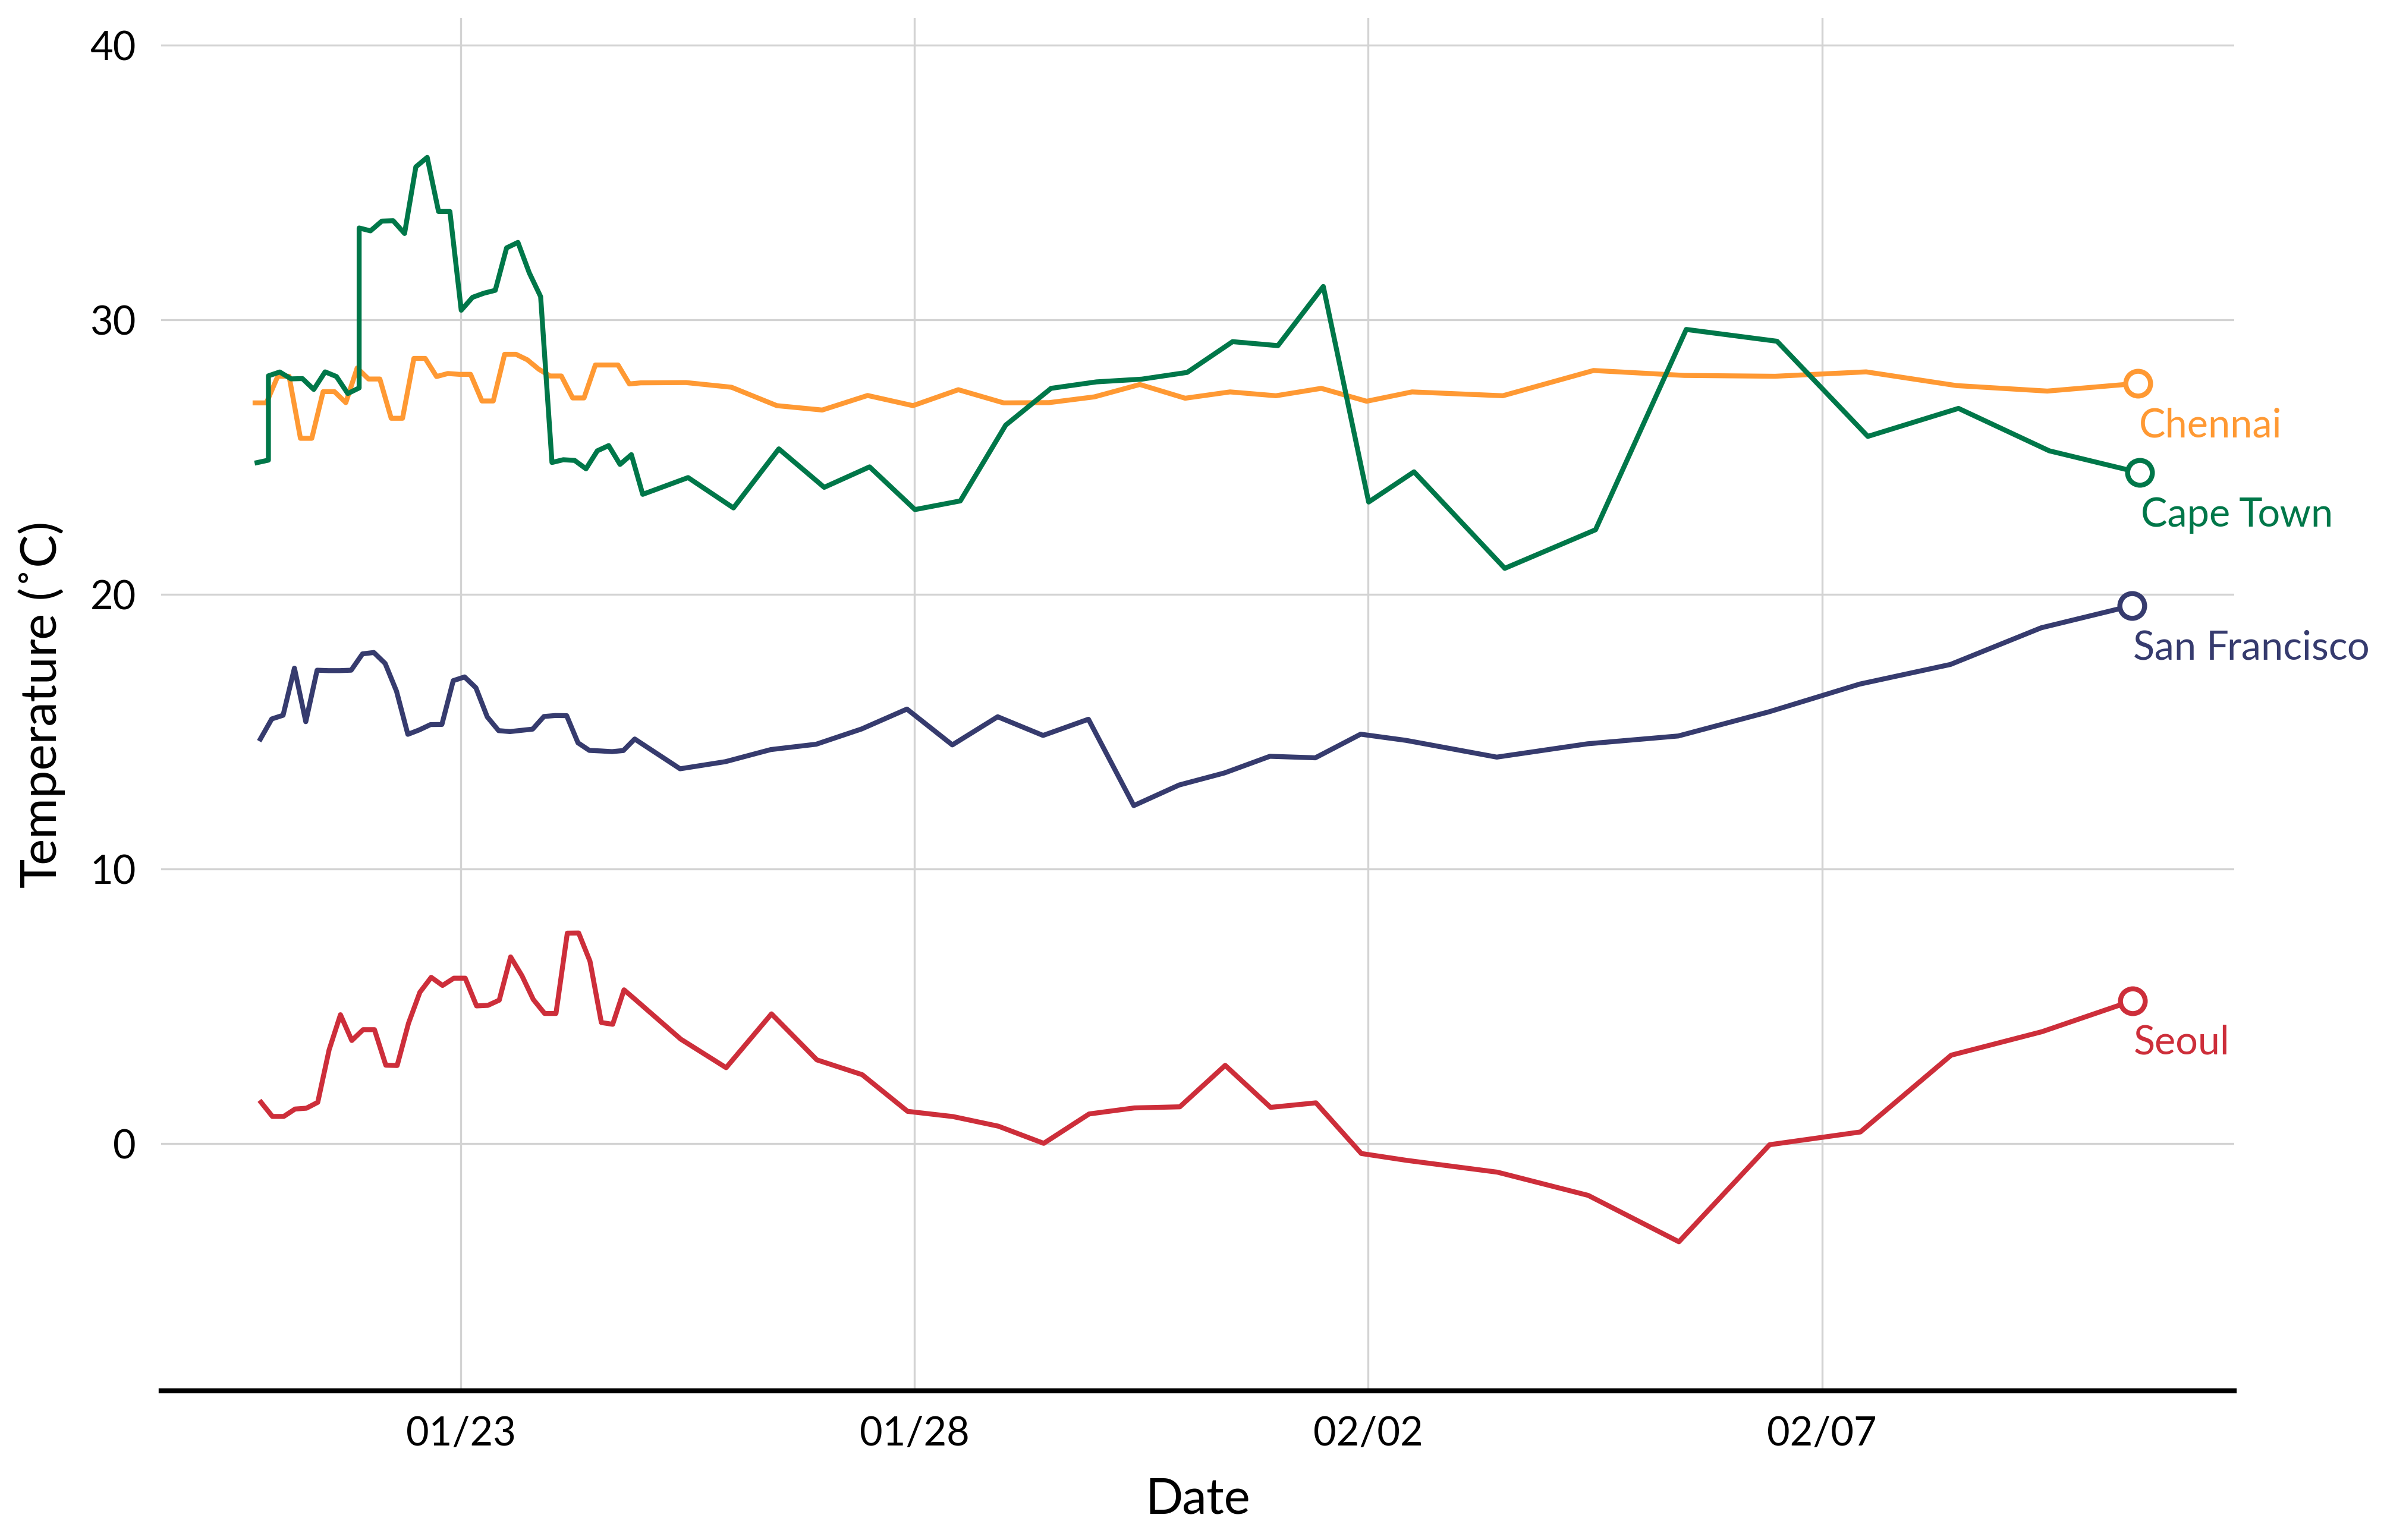 40
30
20
10
0
Temperature (°C)
Chennai
Cape Town
San Francisco
Seoul
01/23
01/28
02/02
02/07
Date